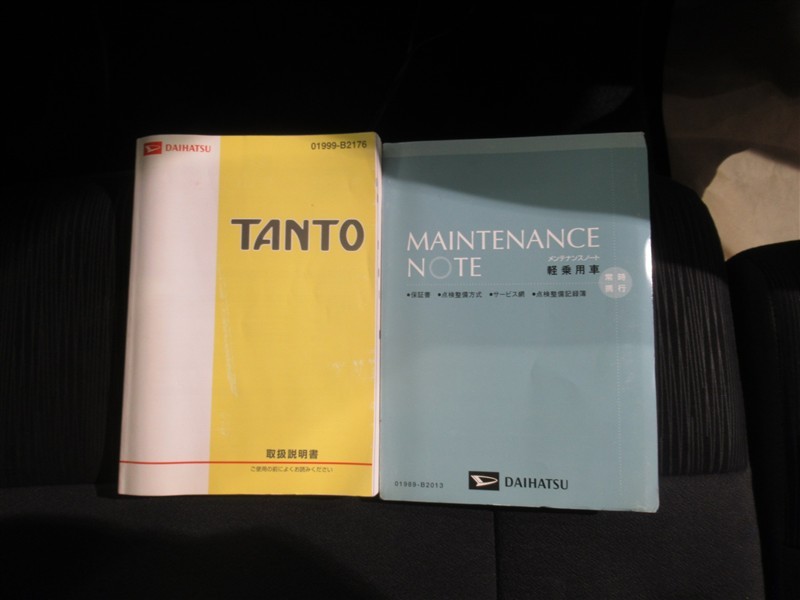 DAIHATSU
01999-B2176
TANTO
取扱説明書
ご使用の前によくお読みください
MAINTENANCE
NOTE
メンテナンスノート
軽乗用車
常時
携行
●保証書 ●点検整備方式 ●サービス網 ●点検整備記録簿
01989-B2013
DAIHATSU